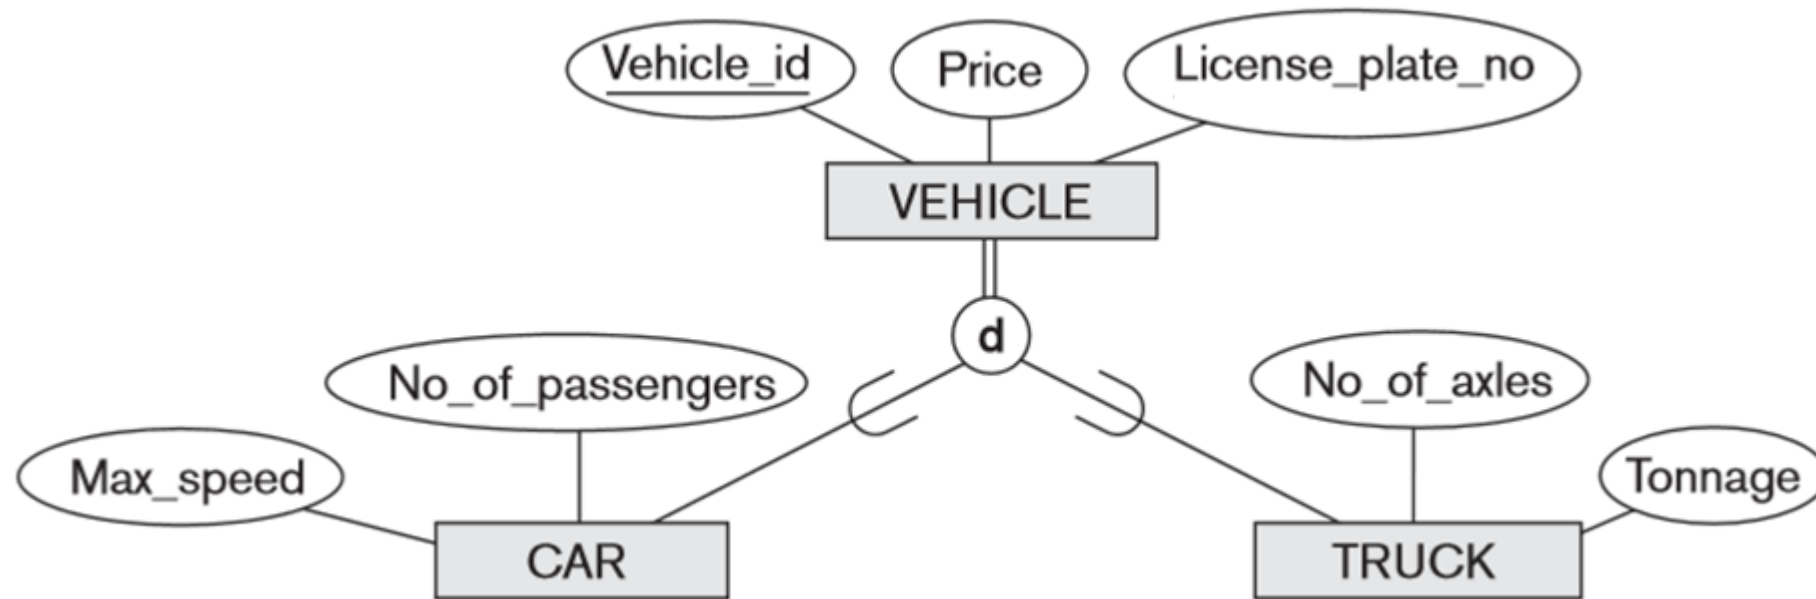 Vehicle_id
Price
License_plate_no
VEHICLE
d
No_of_passengers
No_of_axles
Max_speed
Tonnage
CAR
TRUCK